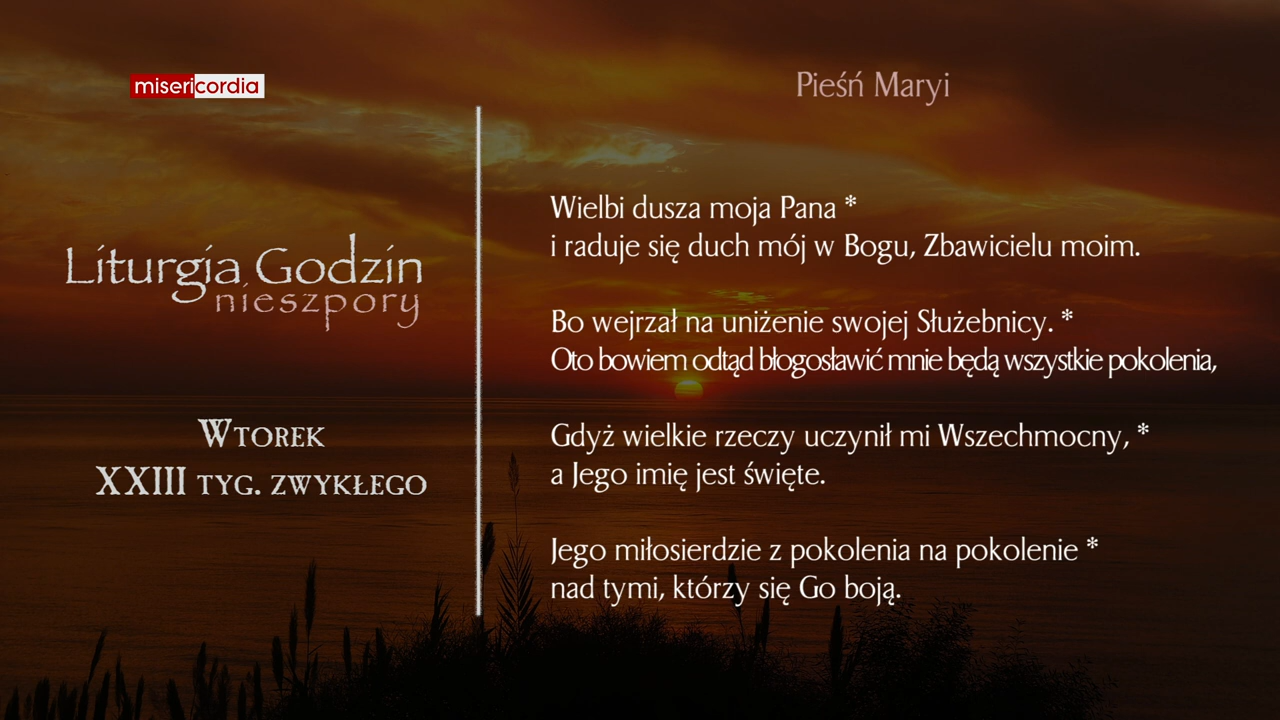 misericordia
Liturgia Godzin
nieszpory
Wtorek
XXIII tyg. zwykłego
Pieśń Maryi
Wielbi dusza moja Pana *
i raduje się duch mój w Bogu, Zbawicielu moim.
Bo wejrzał na uniżenie swojej Służebnicy. *
Oto bowiem odtąd błogosławić mnie będą wszystkie pokolenia,
Gdyż wielkie rzeczy uczynił mi Wszechmocny, *
a Jego imię jest święte.
Jego miłosierdzie z pokolenia na pokolenie *
nad tymi, którzy się Go boją.